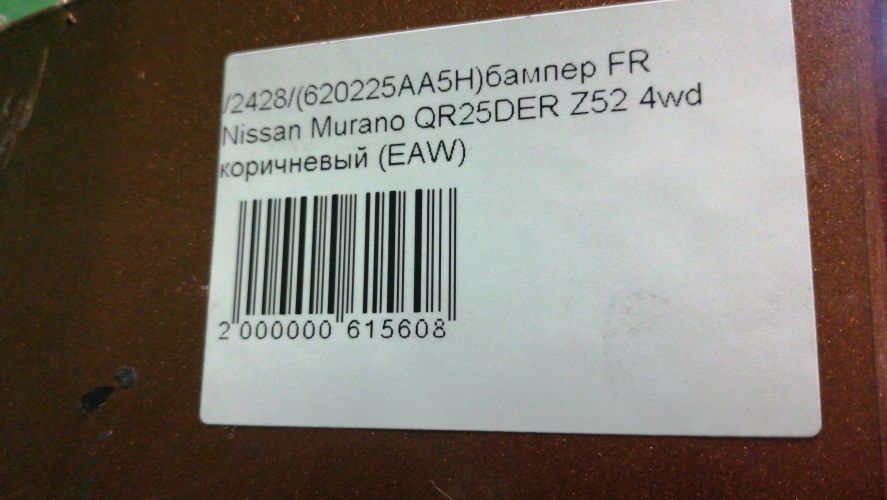 /2428/(620225AA5H)бампер FR
Nissan Murano QR25DER Z52 4wd
коричневый (EAW)
2 000000 615608